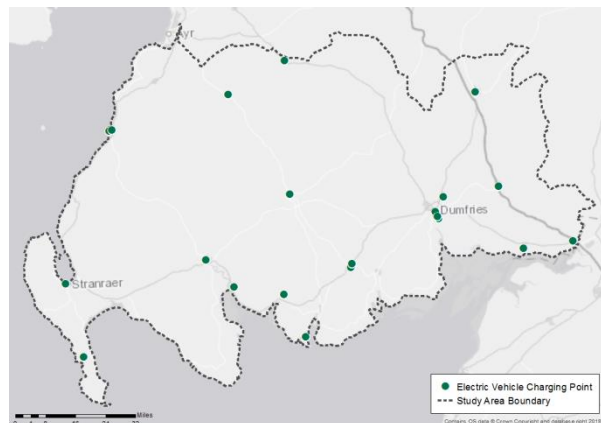 Ayr
Dumfries
Stranraer
Electric Vehicle Charging Point
Study Area Boundary
Miles
Contains OS data © Crown Copyright and database right 2019